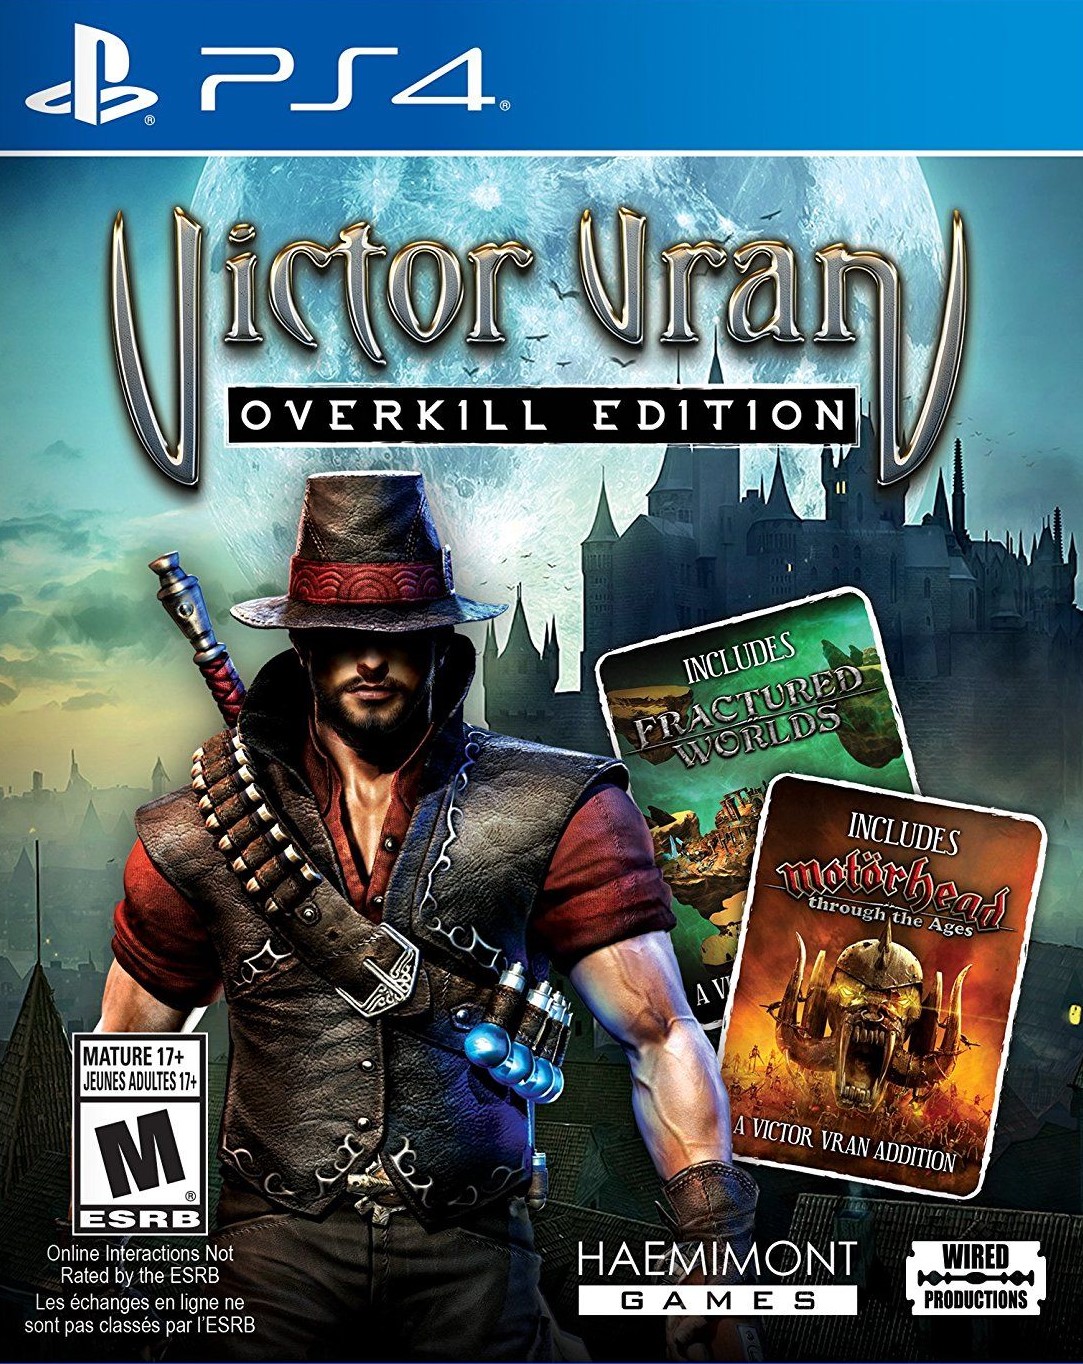 PS4
Victor Vran
OVERKILL EDITION
INCLUDES
FRACTURED
WORLDS
A V
INCLUDES
motörhead
through the Ages
A VICTOR VRAN ADDITION
MATURE 17+
JEUNES ADULTES 17+
M
ESRB
Online Interactions Not
Rated by the ESRB
Les échanges en ligne ne
sont pas classés par l'ESRB
HAEMIMONT
GAMES
WIRED
PRODUCTIONS